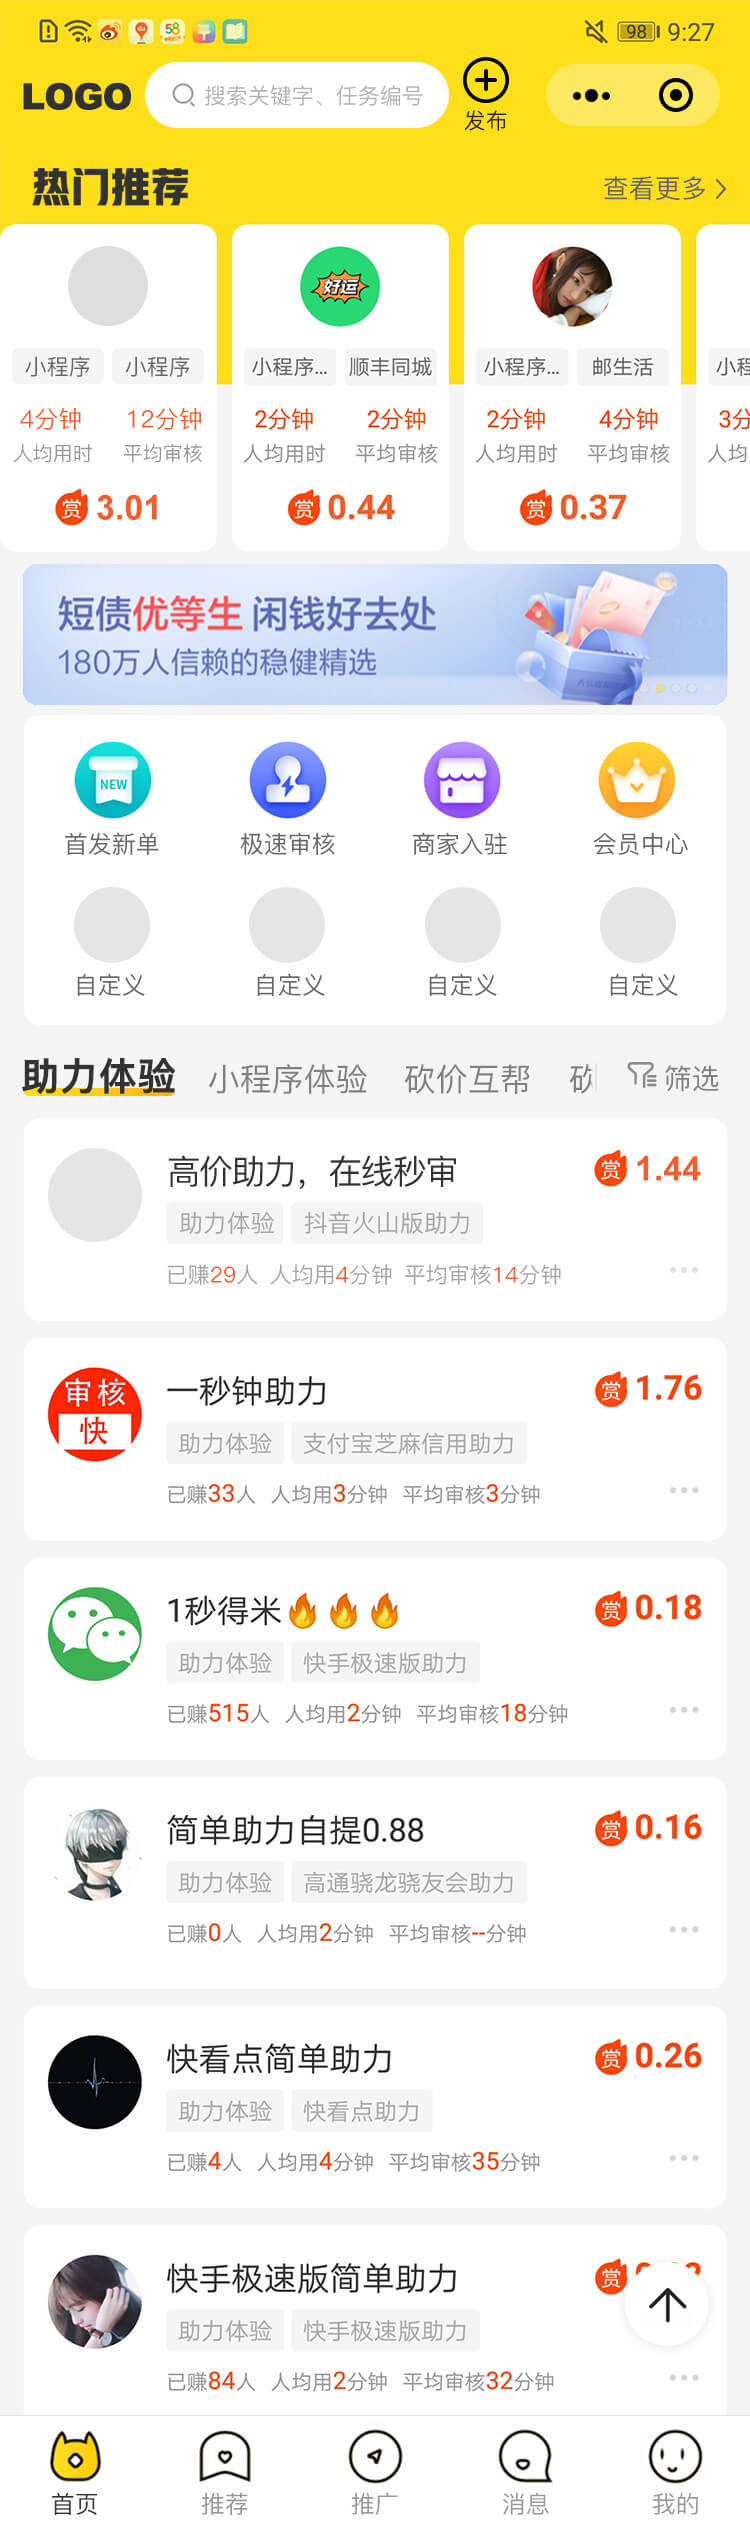 98 9:27
LOGO
搜索关键字、任务编号
发布
热门推荐
查看更多
好运
小程序 小程序
小程序... 顺丰同城
小程序... 邮生活
小程
4分钟 12分钟
2分钟 2分钟
2分钟 4分钟
3分
人均用时 平均审核
人均用时 平均审核
人均用时 平均审核
人均
赏 3.01
赏 0.44
赏 0.37
短债优等生 闲钱好去处
180万人信赖的稳健精选
NEW
首发新单 极速审核 商家入驻 会员中心
自定义 自定义 自定义 自定义
助力体验 小程序体验 砍价互帮 砍 筛选
高价助力，在线秒审
赏 1.44
助力体验 抖音火山版助力
已赚29人 人均用4分钟 平均审核14分钟
审核
快
一秒钟助力
赏 1.76
助力体验 支付宝芝麻信用助力
已赚33人 人均用3分钟 平均审核3分钟
1秒得米🔥🔥🔥
赏 0.18
助力体验 快手极速版助力
已赚515人 人均用2分钟 平均审核18分钟
简单助力自提0.88
赏 0.16
助力体验 高通骁龙骁友会助力
已赚0人 人均用2分钟 平均审核--分钟
快看点简单助力
赏 0.26
助力体验 快看点助力
已赚4人 人均用4分钟 平均审核35分钟
快手极速版简单助力
赏
助力体验 快手极速版助力
已赚84人 人均用2分钟 平均审核32分钟
首页 推荐 推广 消息 我的